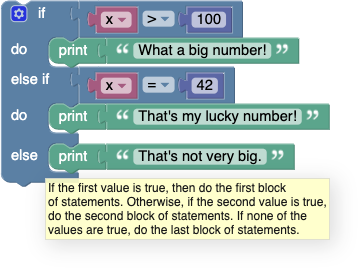 if x > 100
do print “ What a big number! ”
else if x = 42
do print “ That's my lucky number! ”
else print “ That's not very big. ”
If the first value is true, then do the first block
of statements. Otherwise, if the second value is true,
do the second block of statements. If none of the
values are true, do the last block of statements.